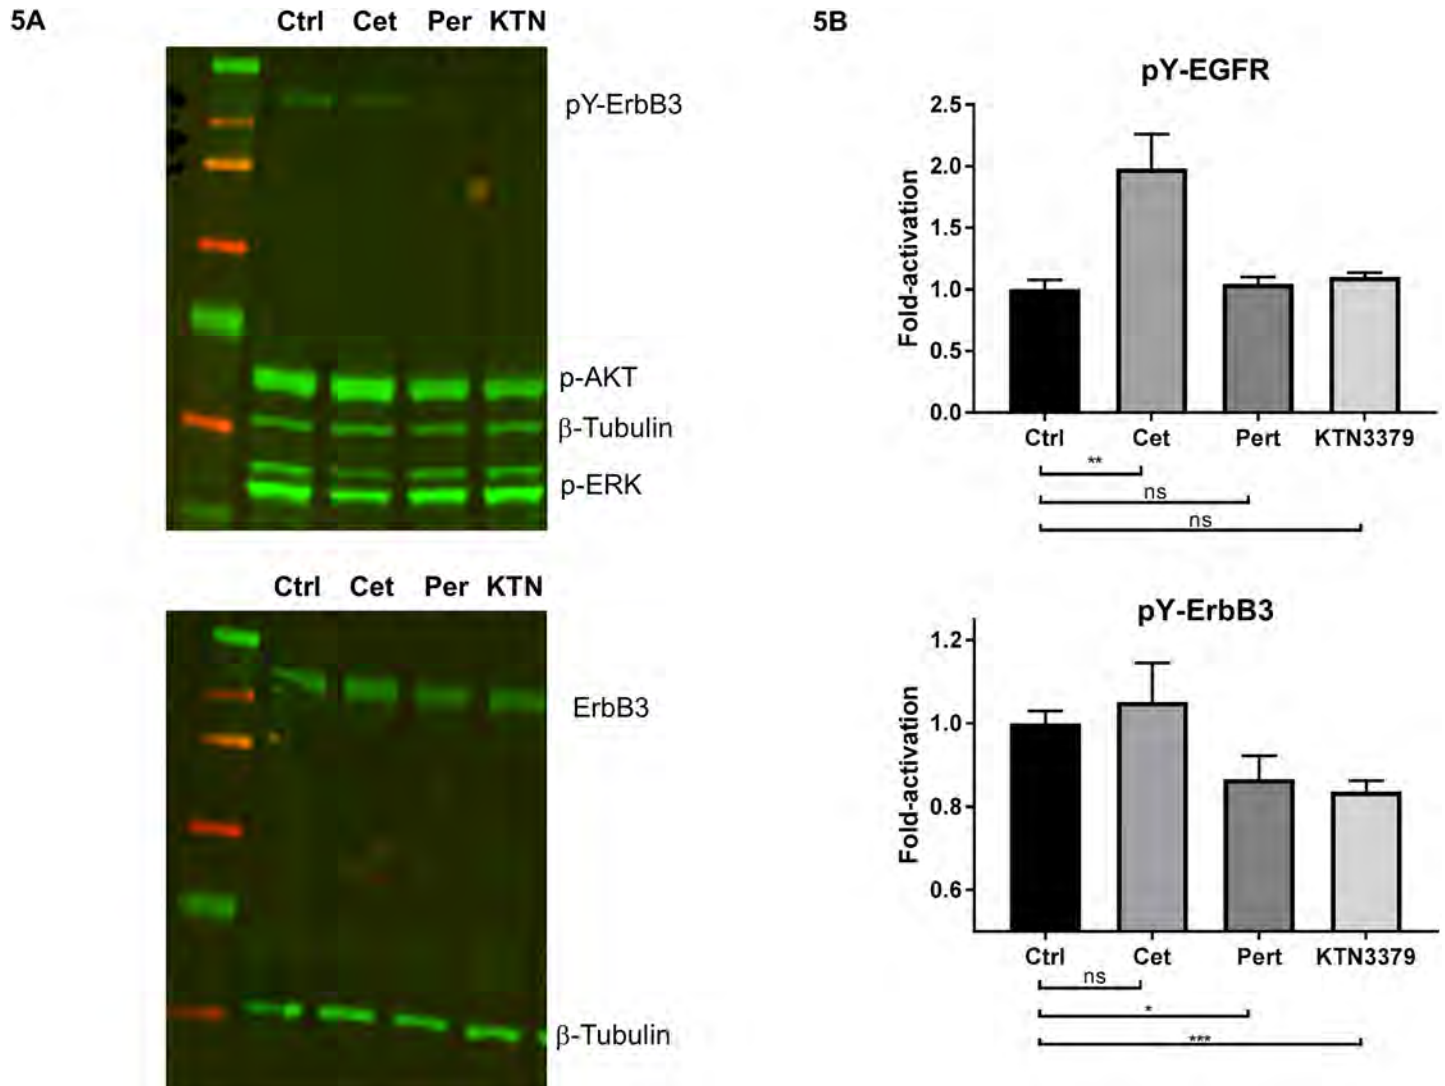 5A
Ctrl Cet Per KTN
pY-ErbB3
p-AKT
β-Tubulin
p-ERK
Ctrl Cet Per KTN
ErbB3
β-Tubulin
5B
pY-EGFR
Fold-activation
2.5
2.0
1.5
1.0
0.5
0.0
Ctrl Cet Pert KTN3379
**
ns
ns
pY-ErbB3
Fold-activation
1.2
1.0
0.8
0.6
Ctrl Cet Pert KTN3379
ns
*
***